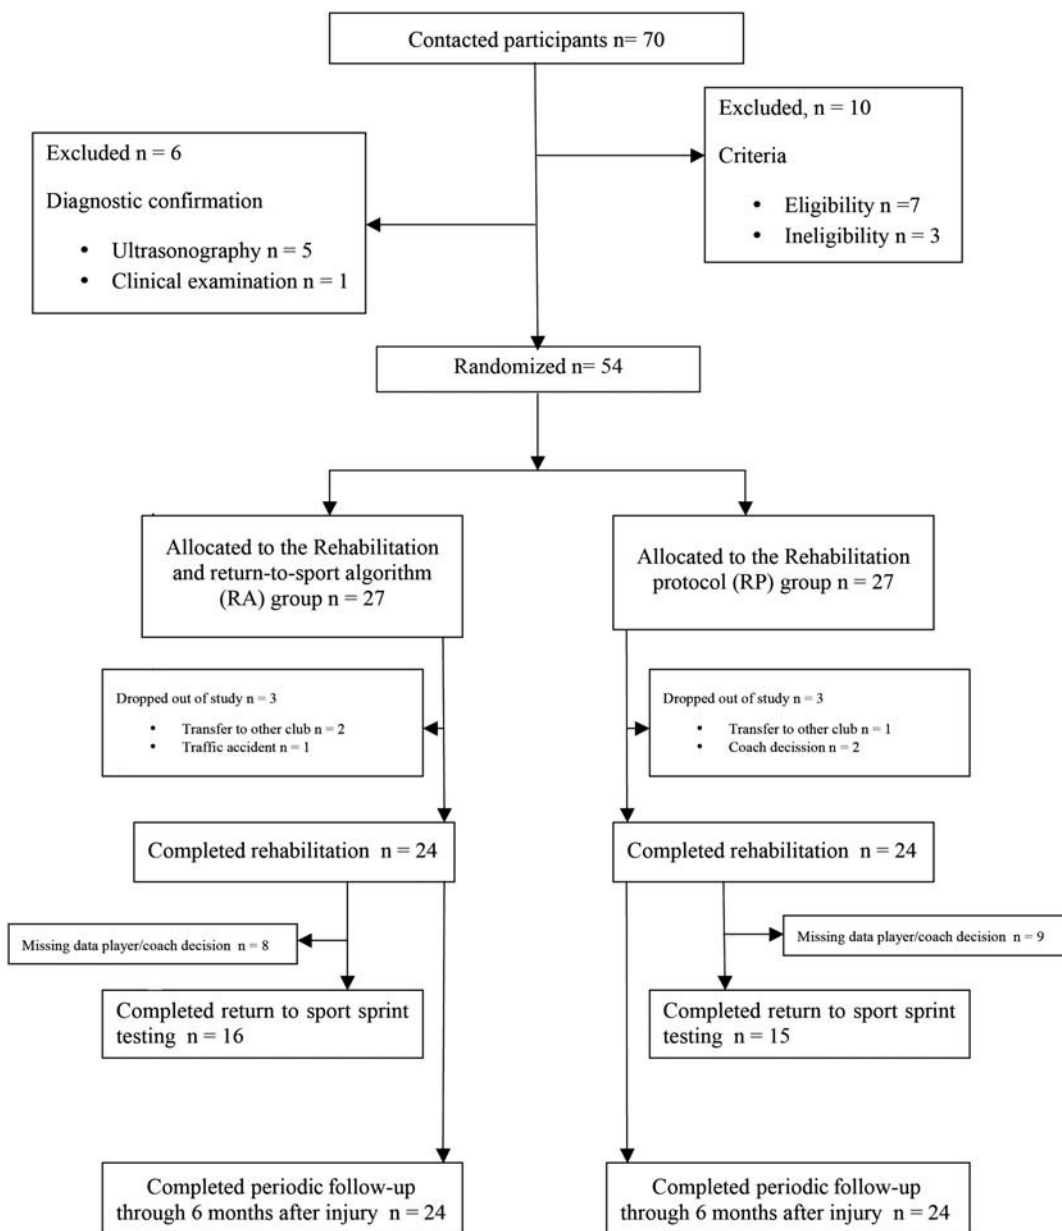 Contacted participants n= 70
Excluded, n = 10
Criteria
• Eligibility n =7
• Ineligibility n = 3
Excluded n = 6
Diagnostic confirmation
• Ultrasonography n = 5
• Clinical examination n = 1
Randomized n= 54
Allocated to the Rehabilitation
and return-to-sport algorithm
(RA) group n = 27
Allocated to the Rehabilitation
protocol (RP) group n = 27
Dropped out of study n = 3
• Transfer to other club n = 2
• Traffic accident n = 1
Dropped out of study n = 3
• Transfer to other club n = 1
• Coach decission n = 2
Completed rehabilitation n = 24
Completed rehabilitation n = 24
Missing data player/coach decision n = 8
Missing data player/coach decision n = 9
Completed return to sport sprint
testing n = 16
Completed return to sport sprint
testing n = 15
Completed periodic follow-up
through 6 months after injury n = 24
Completed periodic follow-up
through 6 months after injury n = 24